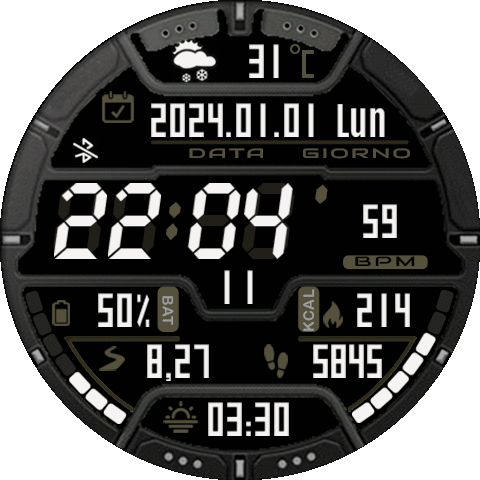 31 °C
2024.01.01 Lun
DATA GIORNO
22:04
59
BPM
11
50% BAT
KCAL 214
8,27 5845
03:30